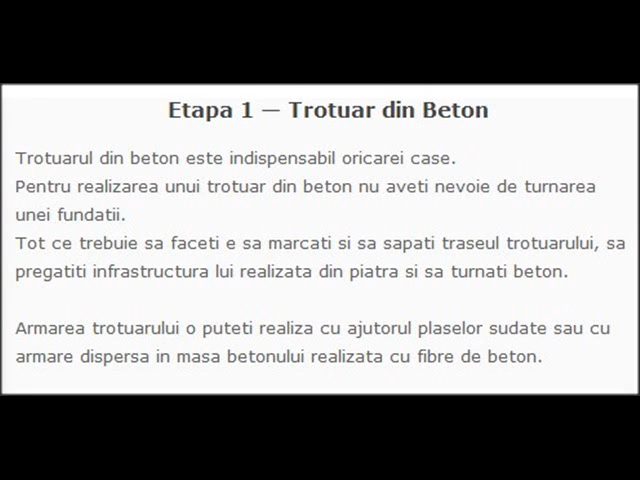 Etapa 1 — Trotuar din Beton
Trotuarul din beton este indispensabil oricarei case.
Pentru realizarea unui trotuar din beton nu aveti nevoie de turnarea
unei fundatii.
Tot ce trebuie sa faceti e sa marcati si sa sapati traseul trotuarului, sa
pregatiti infrastructura lui realizata din piatra si sa turnati beton.
Armarea trotuarului o puteti realiza cu ajutorul plaselor sudate sau cu
armare dispersa in masa betonului realizata cu fibre de beton.